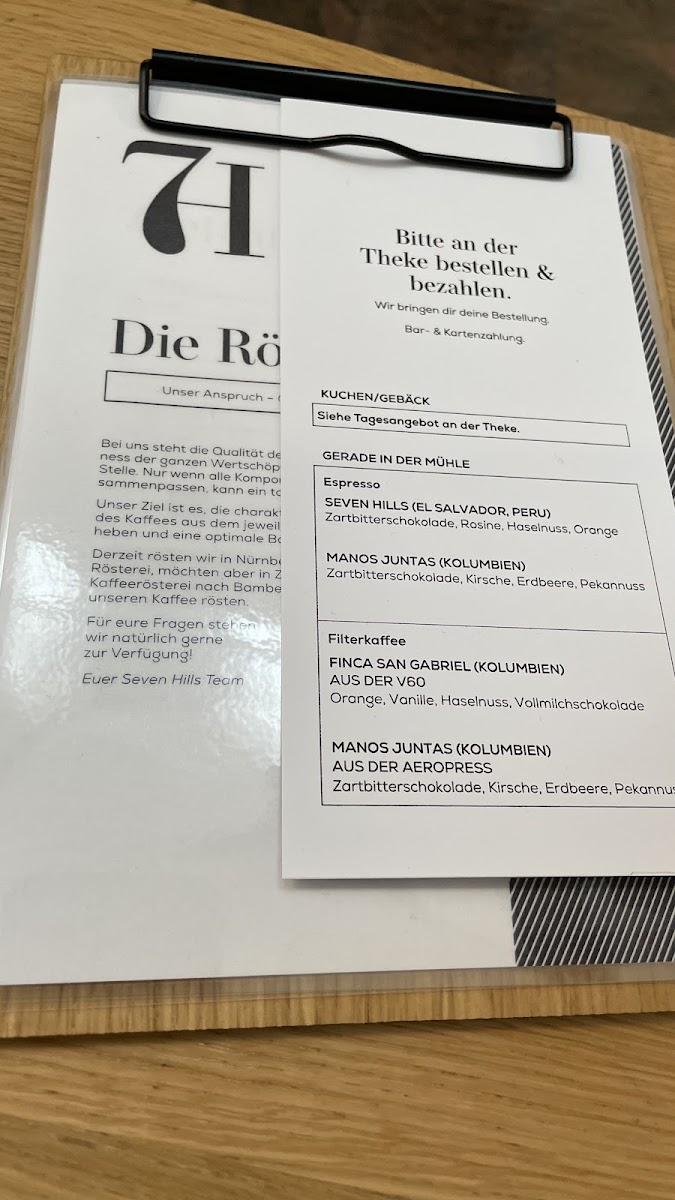 7H
Die Rö
Unser Anspruch –
Bei uns steht die Qualität de
ness der ganzen Wertschöp
Stelle. Nur wenn alle Kompo
sammenpassen, kann ein to
Unser Ziel ist es, die charak
des Kaffees aus dem jeweil
heben und eine optimale Ba
Derzeit rösten wir in Nürnbe
Rösterei, möchten aber in Z
Kaffeerösterei nach Bambe
unseren Kaffee rösten.
Für eure Fragen stehen
wir natürlich gerne
zur Verfügung!
Euer Seven Hills Team
Bitte an der
Theke bestellen &
bezahlen.
Wir bringen dir deine Bestellung.
Bar- & Kartenzahlung.
KUCHEN/GEBÄCK
Siehe Tagesangebot an der Theke.
GERADE IN DER MÜHLE
Espresso
SEVEN HILLS (EL SALVADOR, PERU)
Zartbitterschokolade, Rosine, Haselnuss, Orange
MANOS JUNTAS (KOLUMBIEN)
Zartbitterschokolade, Kirsche, Erdbeere, Pekannuss
Filterkaffee
FINCA SAN GABRIEL (KOLUMBIEN)
AUS DER V60
Orange, Vanille, Haselnuss, Vollmilchschokolade
MANOS JUNTAS (KOLUMBIEN)
AUS DER AEROPRESS
Zartbitterschokolade, Kirsche, Erdbeere, Pekannus